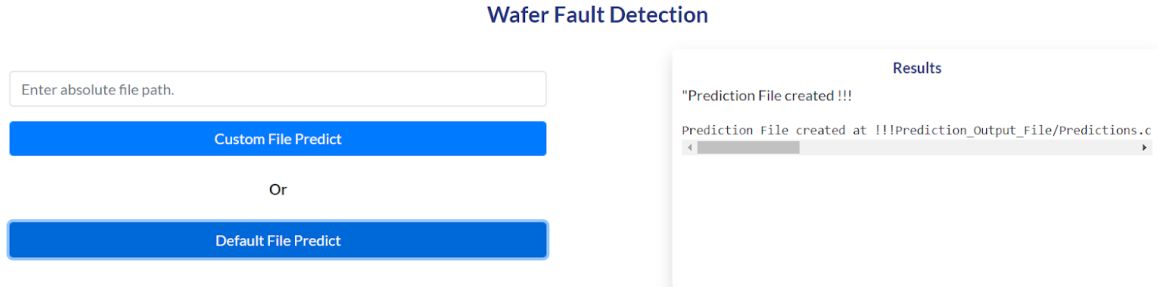 Wafer Fault Detection
Enter absolute file path.
Custom File Predict
Or
Default File Predict
Results
"Prediction File created !!!
Prediction File created at !!!Prediction_Output_File/Predictions.c